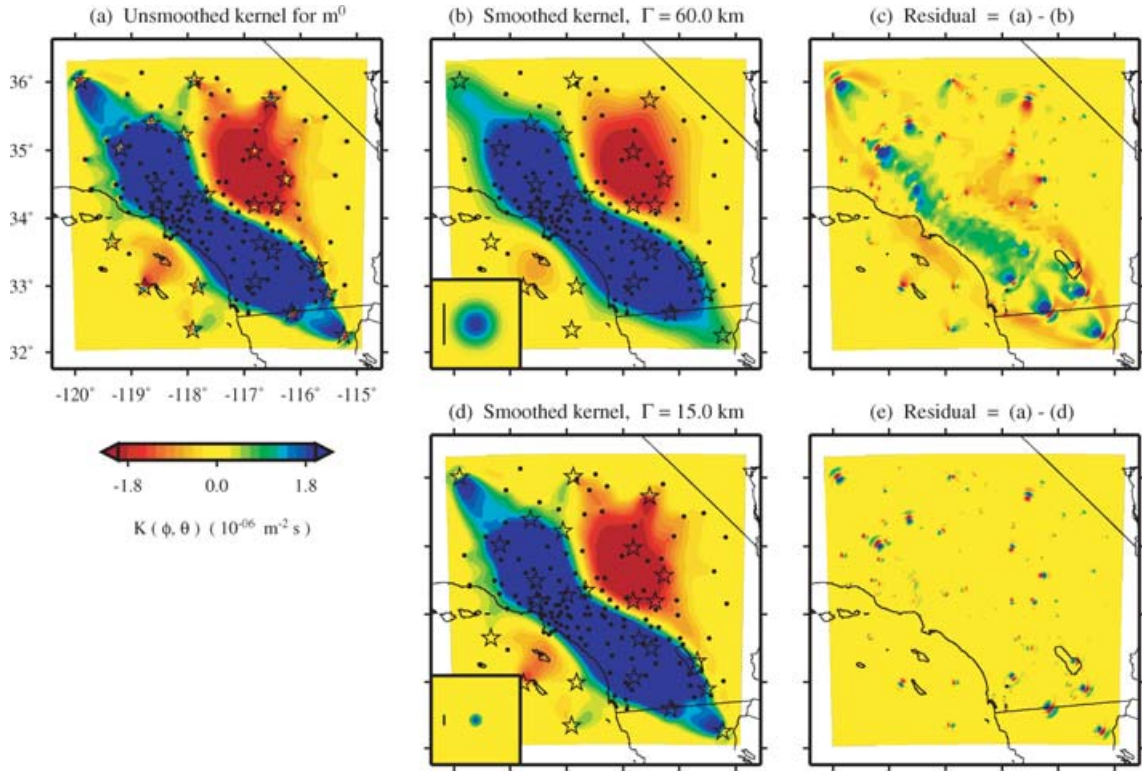 (a) Unsmoothed kernel for m⁰
(b) Smoothed kernel, Γ = 60.0 km
(c) Residual = (a) - (b)
36˚
35˚
34˚
33˚
32˚
-120˚ -119˚ -118˚ -117˚ -116˚ -115˚
-1.8 0.0 1.8
K ( ϕ, θ ) ( 10⁻⁰⁶ m⁻² s )
(d) Smoothed kernel, Γ = 15.0 km
(e) Residual = (a) - (d)